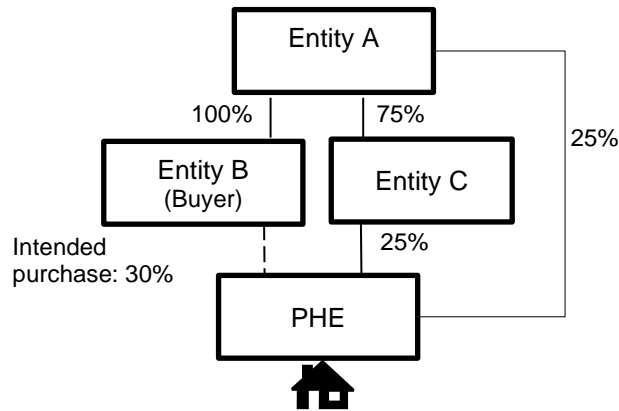 Entity A
100%
75%
25%
Entity B
(Buyer)
Entity C
Intended
purchase: 30%
25%
PHE